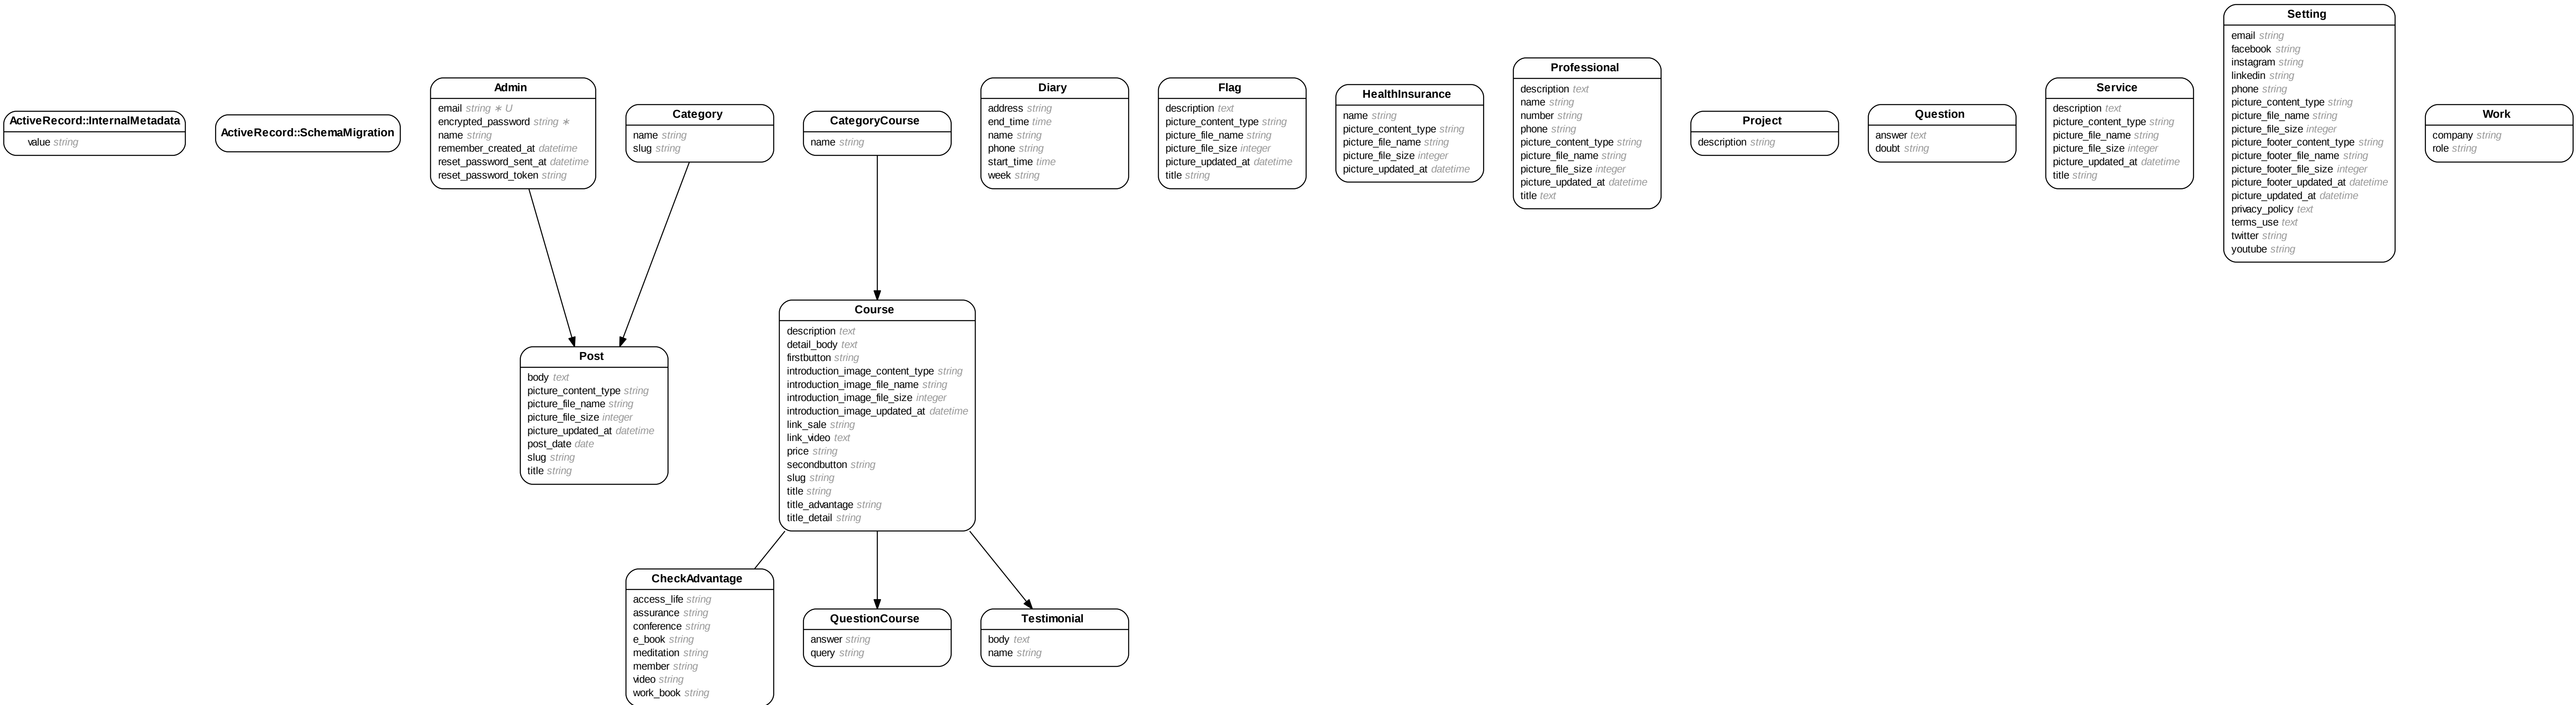 ActiveRecord::InternalMetadata
value string
ActiveRecord::SchemaMigration
Admin
email string ∗ U
encrypted_password string ∗
name string
remember_created_at datetime
reset_password_sent_at datetime
reset_password_token string
Category
name string
slug string
CategoryCourse
name string
Diary
address string
end_time time
name string
phone string
start_time time
week string
Flag
description text
picture_content_type string
picture_file_name string
picture_file_size integer
picture_updated_at datetime
title string
HealthInsurance
name string
picture_content_type string
picture_file_name string
picture_file_size integer
picture_updated_at datetime
Professional
description text
name string
number string
phone string
picture_content_type string
picture_file_name string
picture_file_size integer
picture_updated_at datetime
title text
Project
description string
Question
answer text
doubt string
Service
description text
picture_content_type string
picture_file_name string
picture_file_size integer
picture_updated_at datetime
title string
Setting
email string
facebook string
instagram string
linkedin string
phone string
picture_content_type string
picture_file_name string
picture_file_size integer
picture_footer_content_type string
picture_footer_file_name string
picture_footer_file_size integer
picture_footer_updated_at datetime
picture_updated_at datetime
privacy_policy text
terms_use text
twitter string
youtube string
Work
company string
role string
Post
body text
picture_content_type string
picture_file_name string
picture_file_size integer
picture_updated_at datetime
post_date date
slug string
title string
Course
description text
detail_body text
firstbutton string
introduction_image_content_type string
introduction_image_file_name string
introduction_image_file_size integer
introduction_image_updated_at datetime
link_sale string
link_video text
price string
secondbutton string
slug string
title string
title_advantage string
title_detail string
CheckAdvantage
access_life string
assurance string
conference string
e_book string
meditation string
member string
video string
work_book string
QuestionCourse
answer string
query string
Testimonial
body text
name string